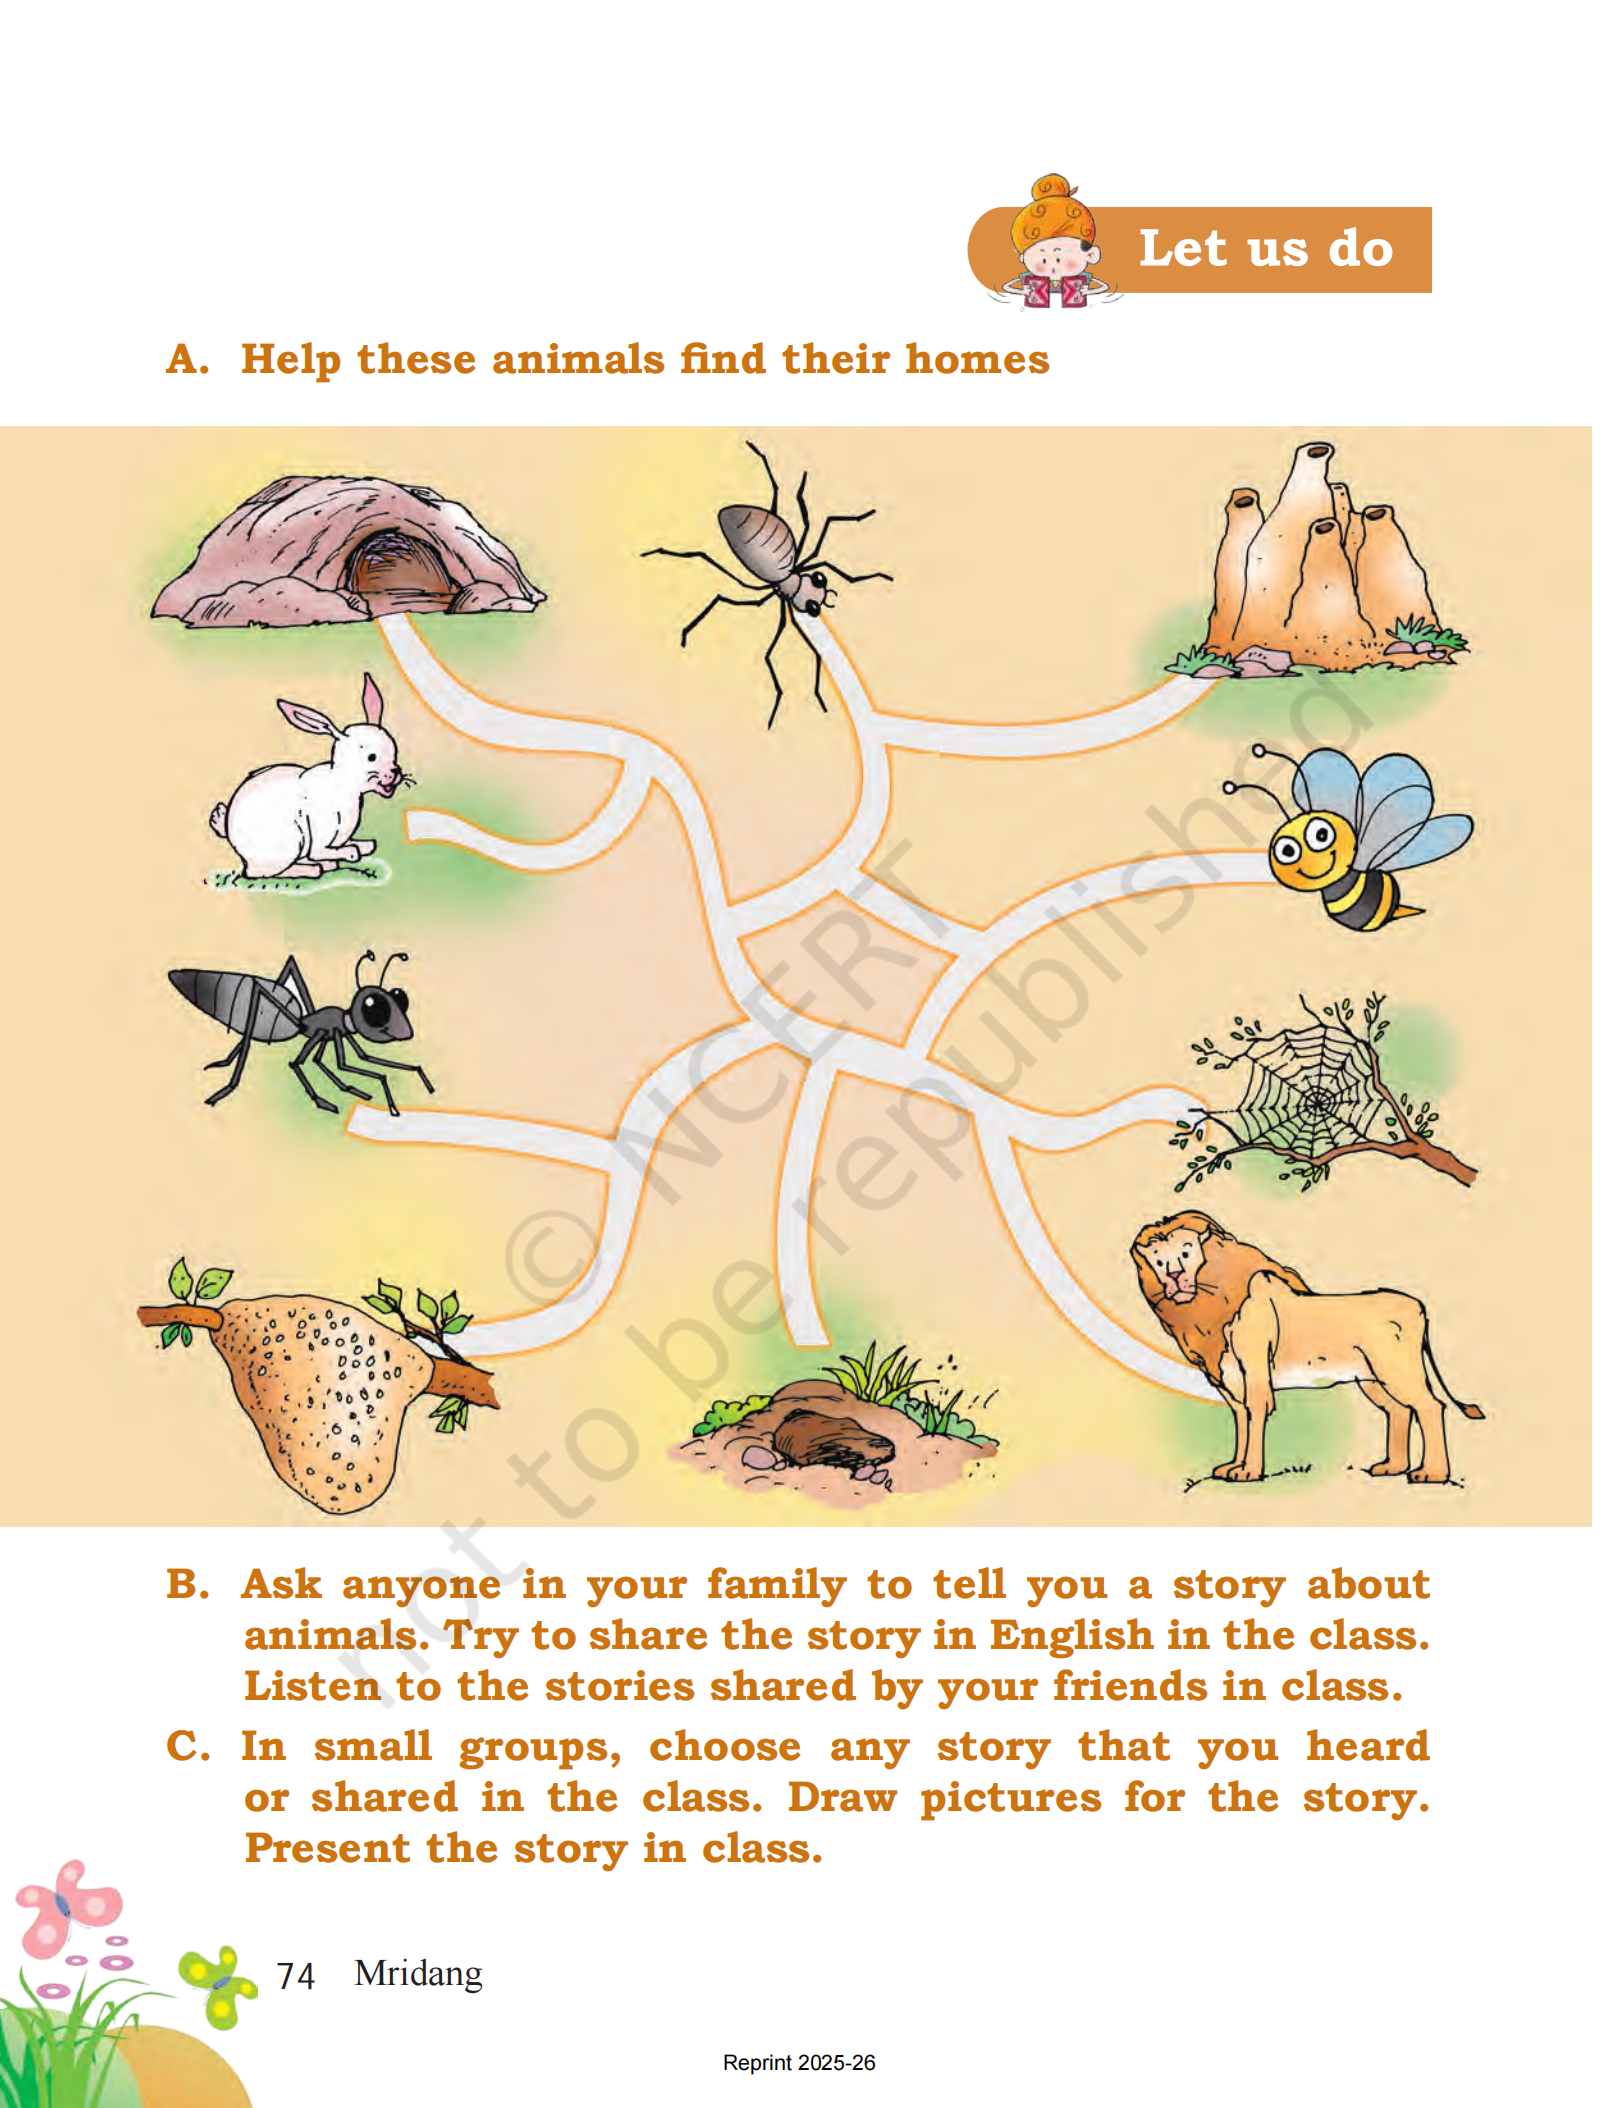 Let us do
A. Help these animals find their homes
© NCERT
not to be republished
B. Ask anyone in your family to tell you a story about
animals. Try to share the story in English in the class.
Listen to the stories shared by your friends in class.
C. In small groups, choose any story that you heard
or shared in the class. Draw pictures for the story.
Present the story in class.
74 Mridang
Reprint 2025-26